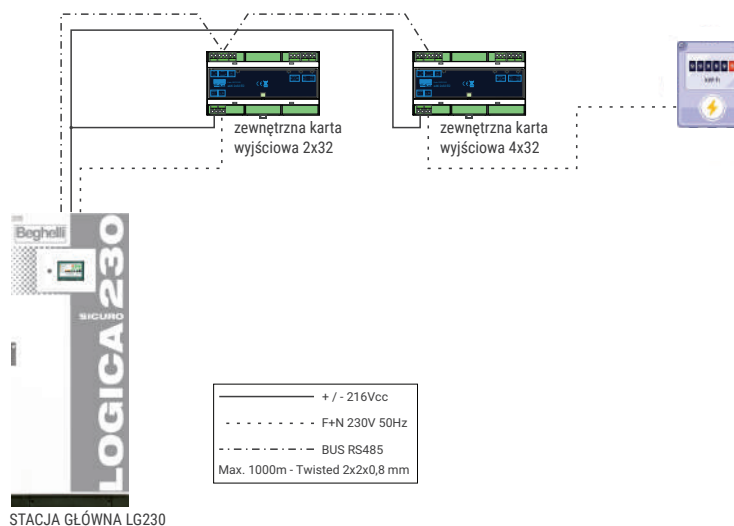 zewnętrzna karta
wyjściowa 2x32
zewnętrzna karta
wyjściowa 4x32
Beghelli
SICURO
LOGICA 230
+ / - 216Vcc
F+N 230V 50Hz
BUS RS485
Max. 1000m - Twisted 2x2x0,8 mm
STACJA GŁÓWNA LG230